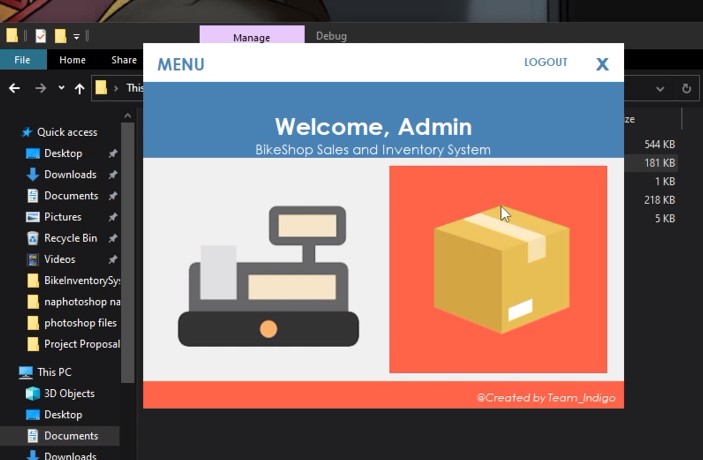 Manage
Debug
File
Home
Share
MENU
LOGOUT
X
Welcome, Admin
BikeShop Sales and Inventory System
@Created by Team_Indigo
Quick access
Desktop
Downloads
Documents
Pictures
Recycle Bin
Videos
BikeInventorySys
naphotoshop na
photoshop files
Project Proposal
This PC
3D Objects
Desktop
Documents
Downloads
544 KB
181 KB
1 KB
218 KB
5 KB